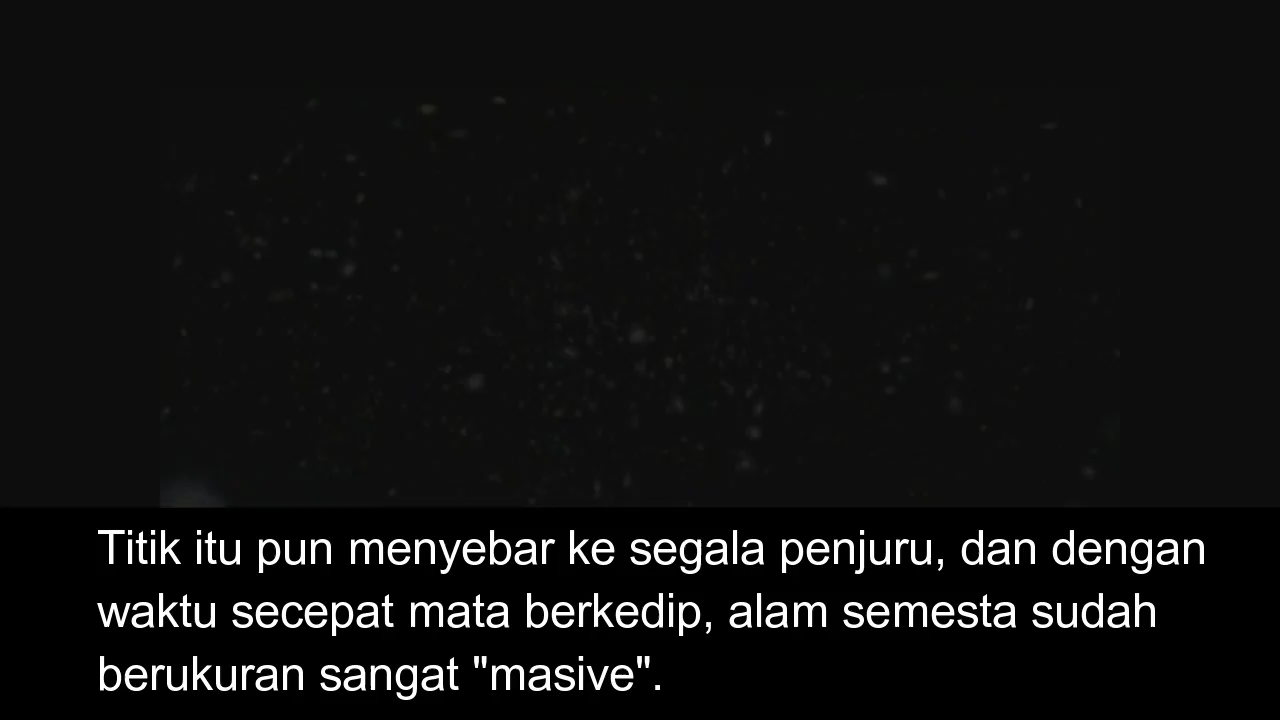 Titik itu pun menyebar ke segala penjuru, dan dengan
waktu secepat mata berkedip, alam semesta sudah
berukuran sangat "masive".